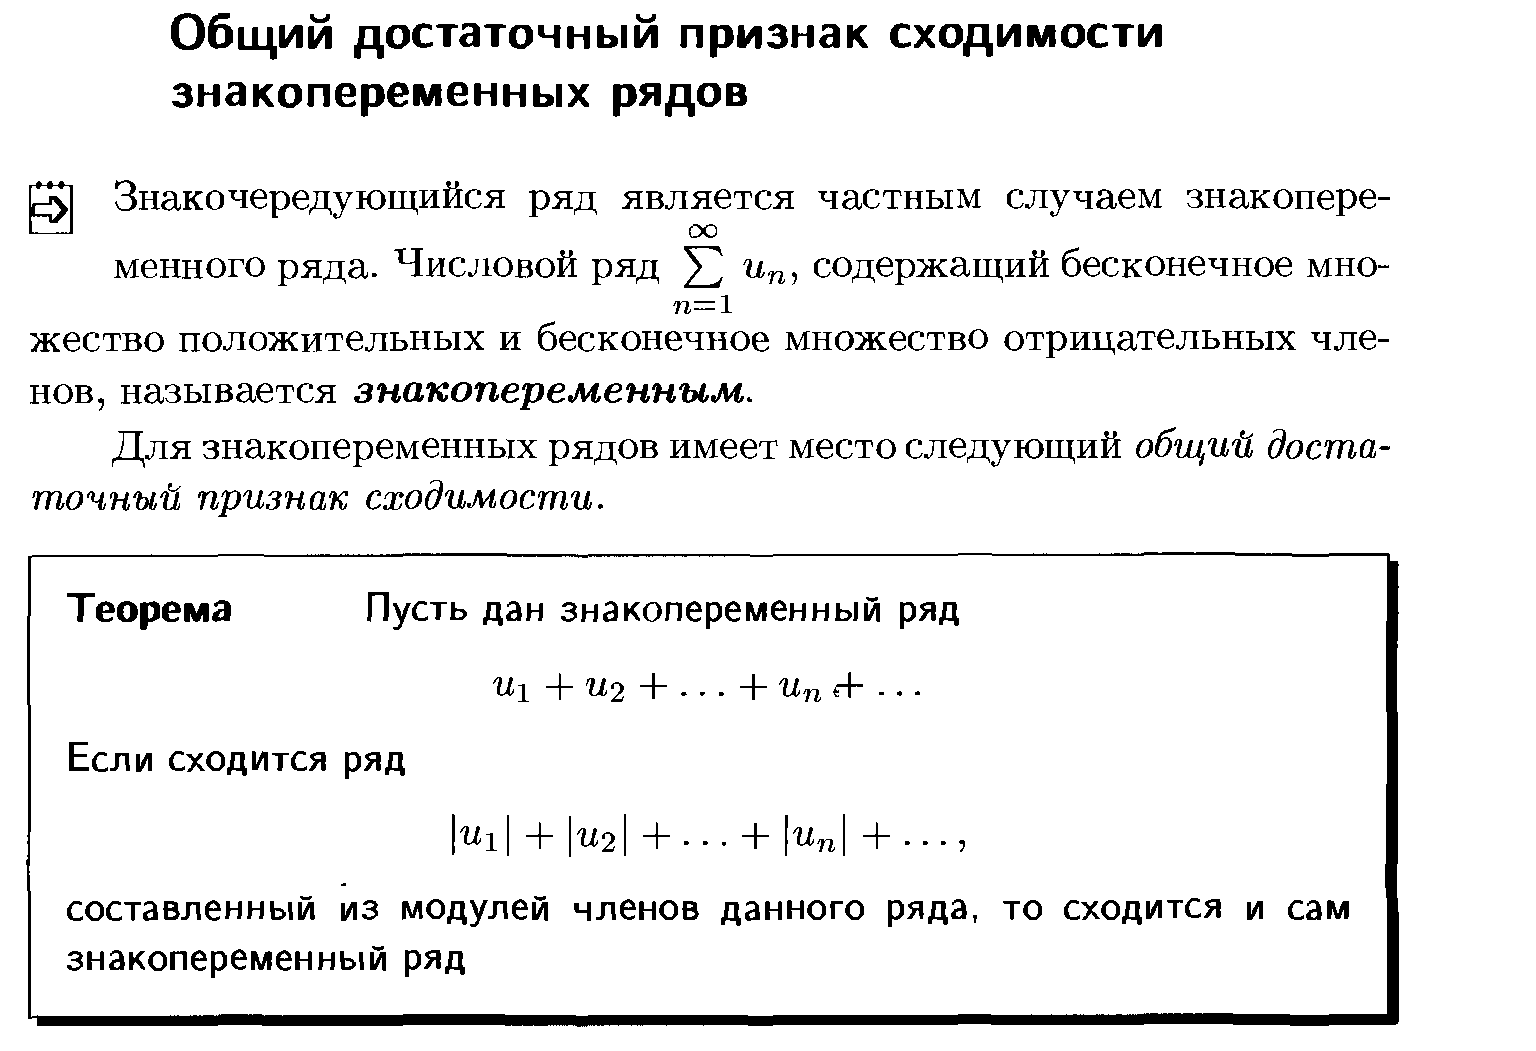 Общий достаточный признак сходимости
знакопеременных рядов
Знакочередующийся ряд является частным случаем знакопере-
менного ряда. Числовой ряд ∑_{n=1}^{∞} u_n, содержащий бесконечное мно-
жество положительных и бесконечное множество отрицательных чле-
нов, называется знакопеременным.
Для знакопеременных рядов имеет место следующий общий доста-
точный признак сходимости.
Теорема Пусть дан знакопеременный ряд
u_1 + u_2 + ... + u_n + ...
Если сходится ряд
|u_1| + |u_2| + ... + |u_n| + ...,
составленный из модулей членов данного ряда, то сходится и сам
знакопеременный ряд